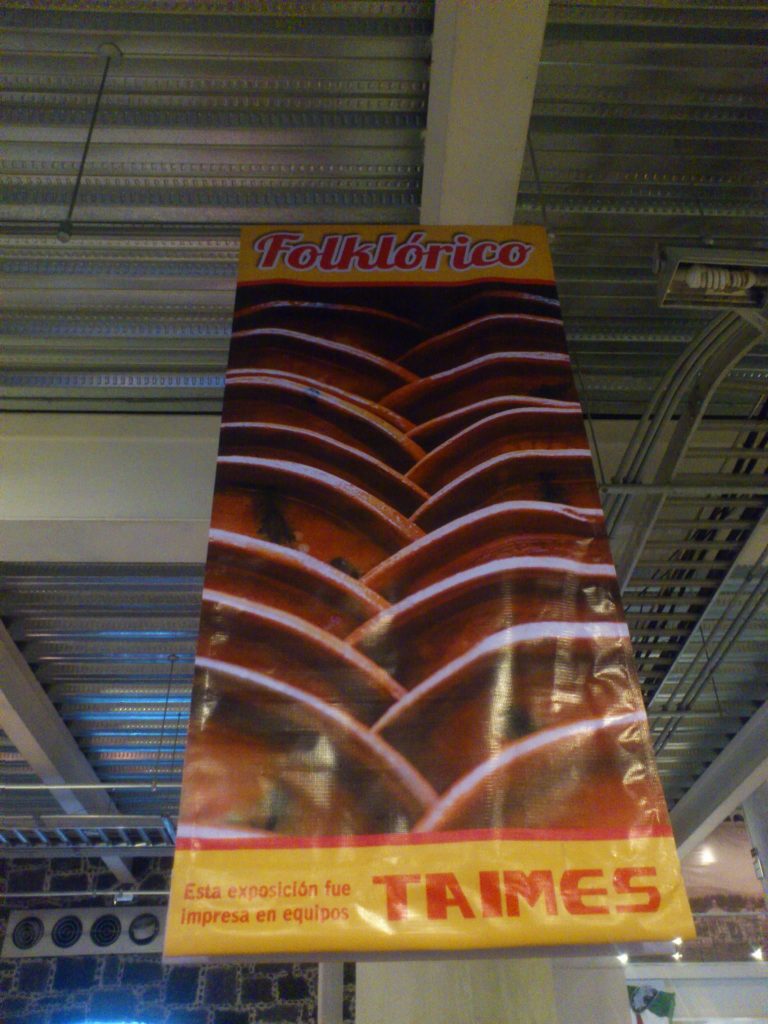 Folklórico
Esta exposición fue
impresa en equipos
TAIMES